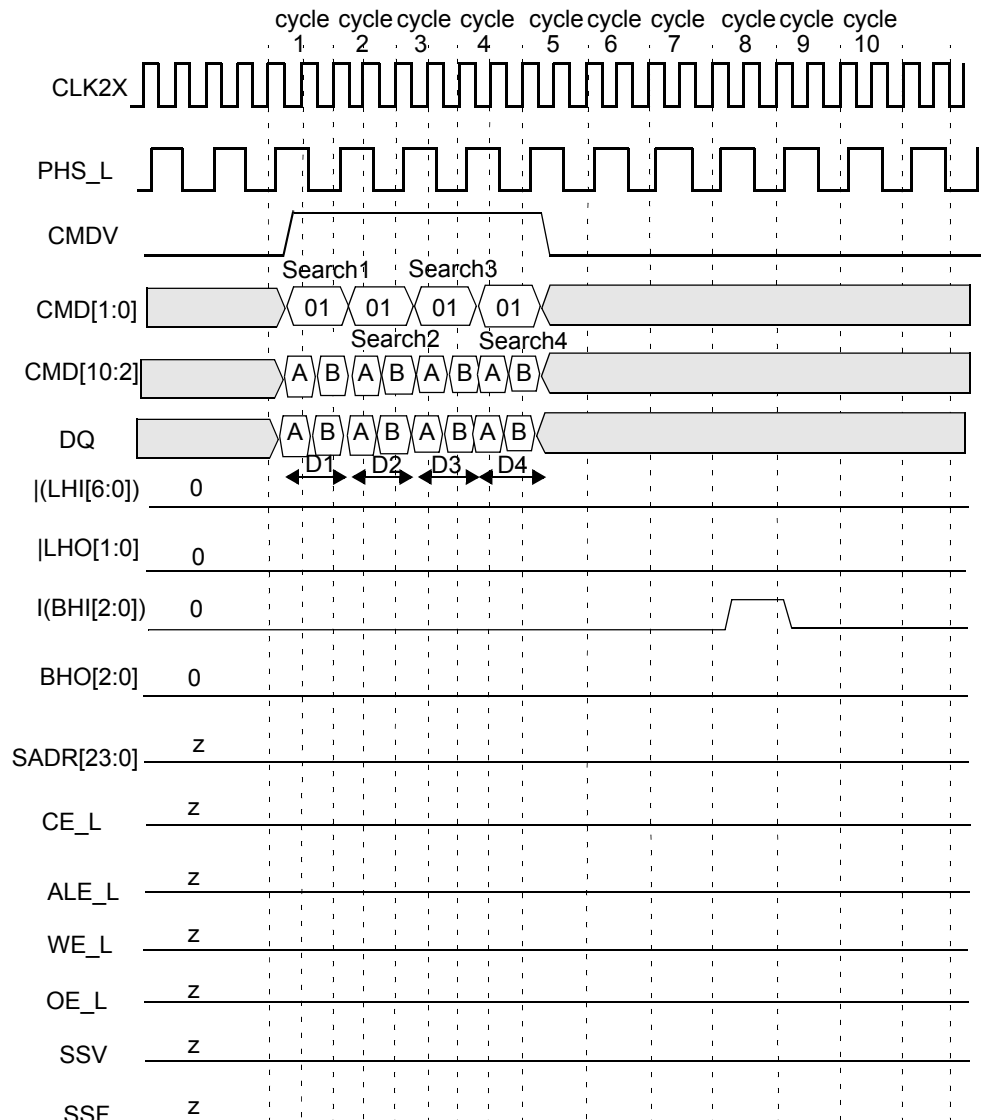 cycle cycle cycle cycle cycle cycle cycle cycle cycle cycle
1 2 3 4 5 6 7 8 9 10
CLK2X
PHS_L
CMDV
Search1 Search3
CMD[1:0] 01 01 01 01
Search2 Search4
CMD[10:2] A B A B A B A B
DQ A B A B A B A B
D1 D2 D3 D4
|(LHI[6:0]) 0
|LHO[1:0] 0
I(BHI[2:0]) 0
BHO[2:0] 0
SADR[23:0] z
CE_L z
ALE_L z
WE_L z
OE_L z
SSV z
SSF z